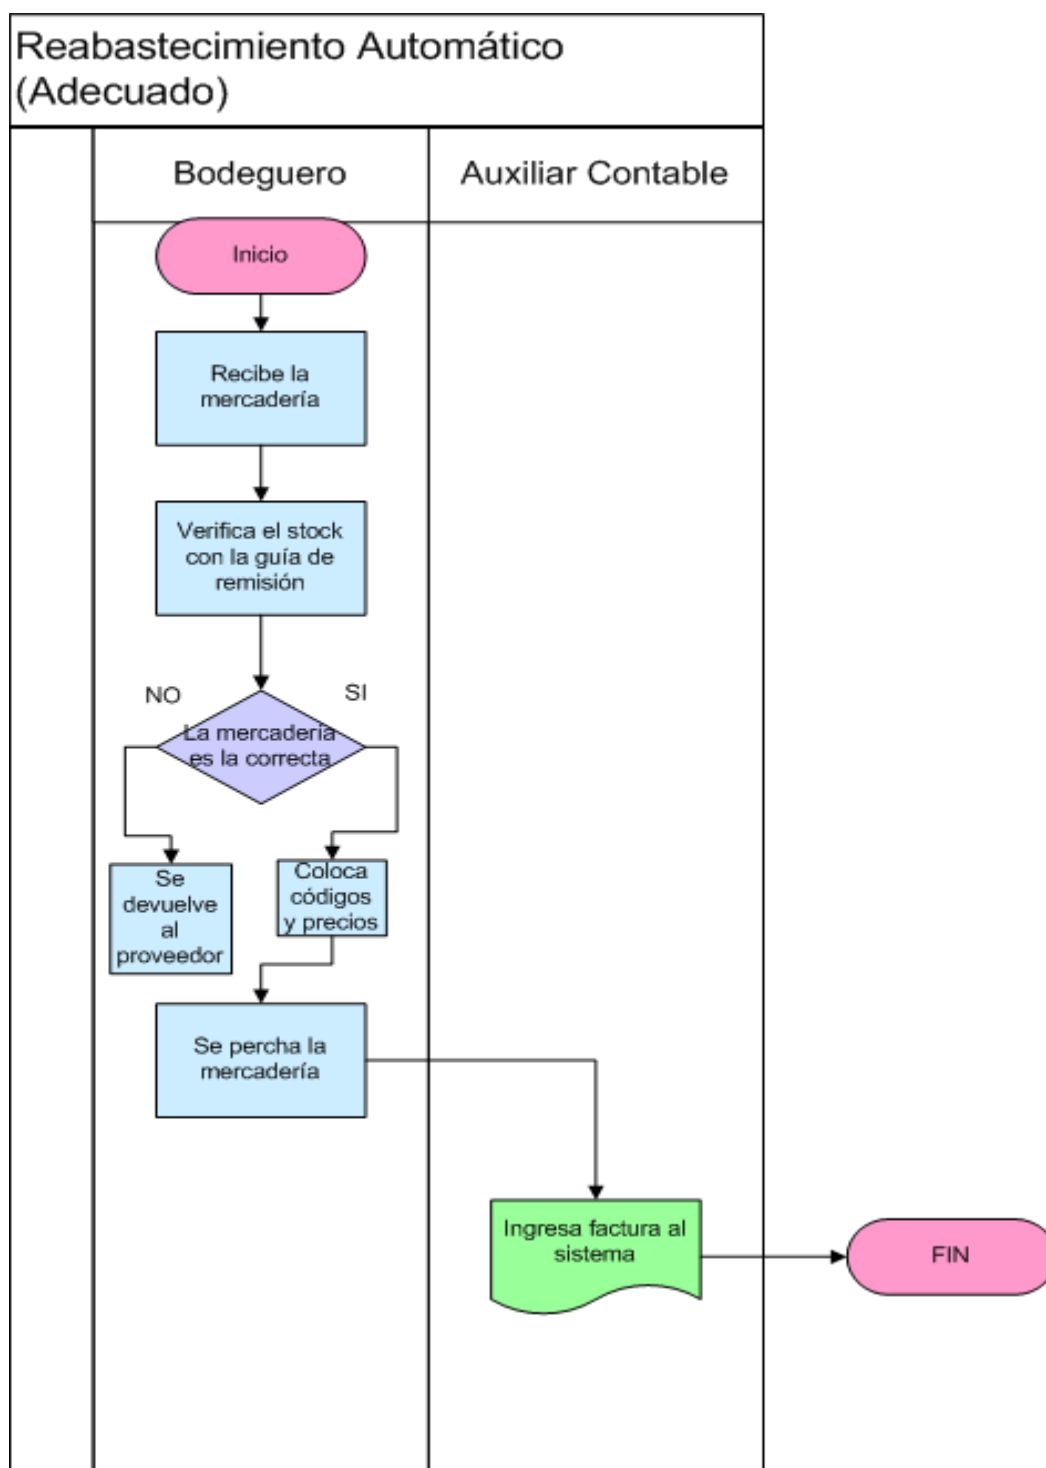 Reabastecimiento Automático
(Adecuado)
Bodeguero
Auxiliar Contable
Inicio
Recibe la
mercadería
Verifica el stock
con la guía de
remisión
NO
SI
La mercadería
es la correcta
Se
devuelve
al
proveedor
Coloca
códigos
y precios
Se percha la
mercadería
Ingresa factura al
sistema
FIN